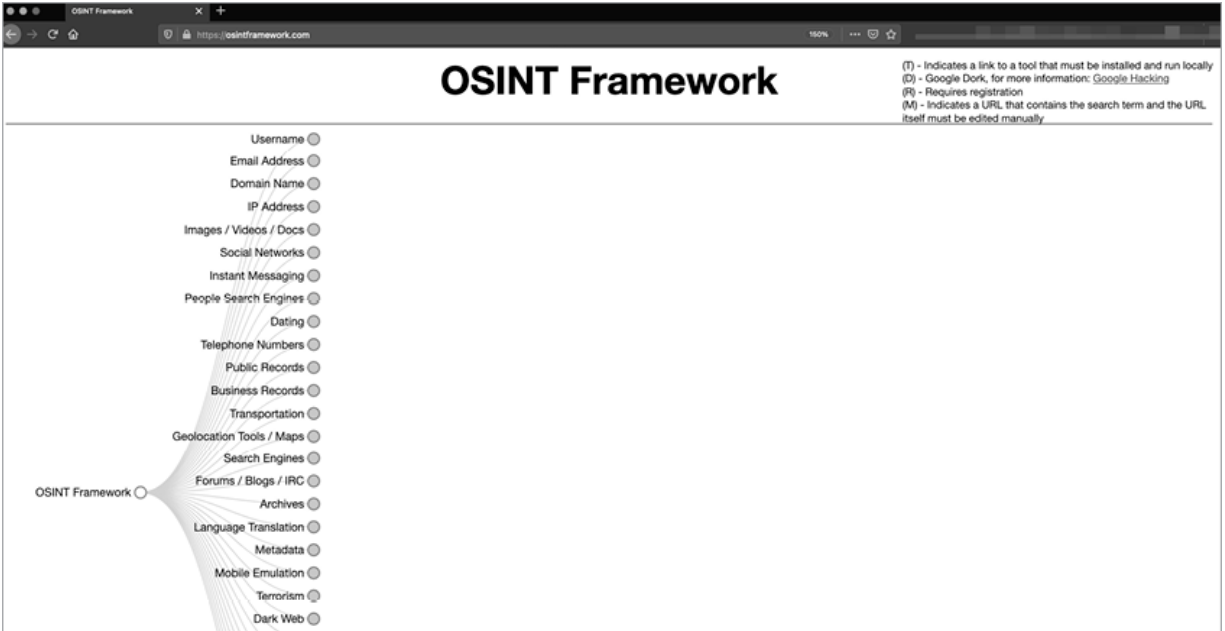 OSINT Framework
https://osintframework.com
150%
OSINT Framework
(T) - Indicates a link to a tool that must be installed and run locally
(D) - Google Dork, for more information: Google Hacking
(R) - Requires registration
(M) - Indicates a URL that contains the search term and the URL
itself must be edited manually
Username
Email Address
Domain Name
IP Address
Images / Videos / Docs
Social Networks
Instant Messaging
People Search Engines
Dating
Telephone Numbers
Public Records
Business Records
Transportation
Geolocation Tools / Maps
Search Engines
Forums / Blogs / IRC
OSINT Framework
Archives
Language Translation
Metadata
Mobile Emulation
Terrorism
Dark Web